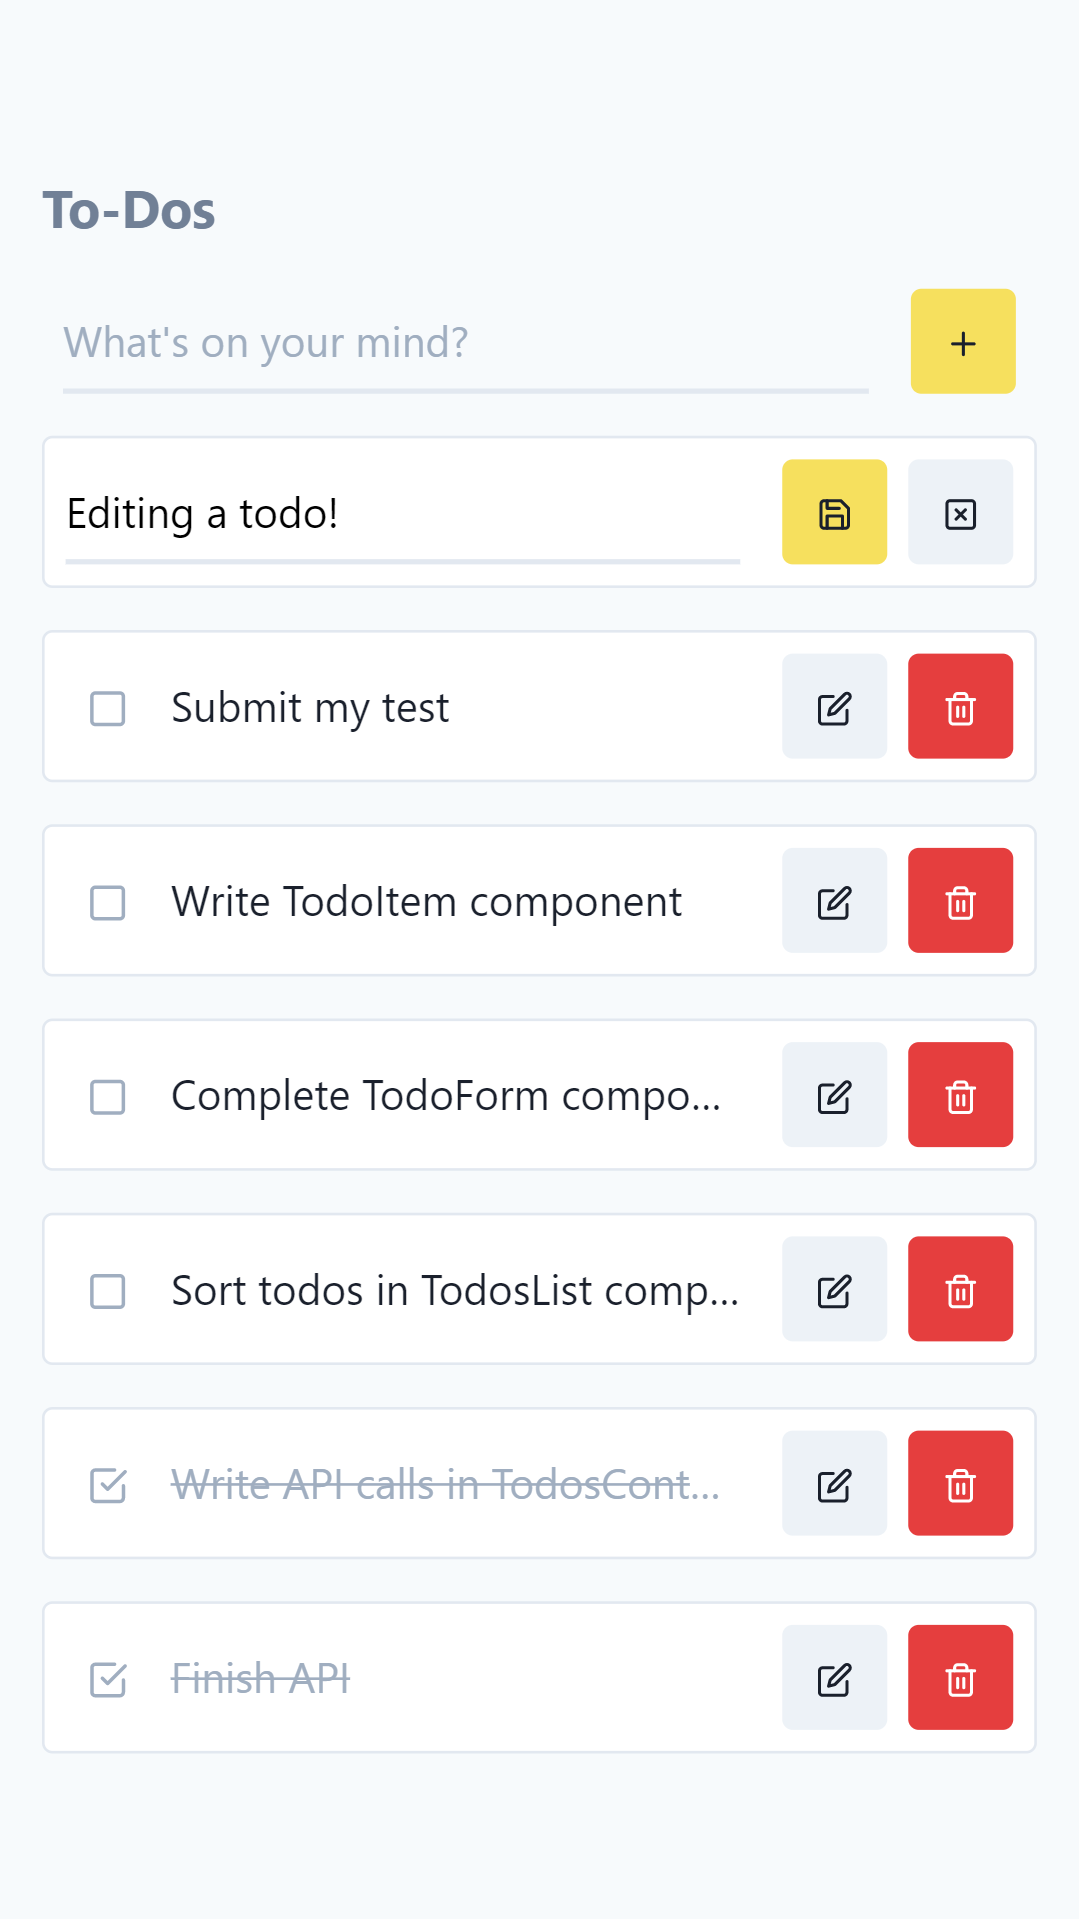 To-Dos
What's on your mind?
Editing a todo!
Submit my test
Write TodoItem component
Complete TodoForm compo...
Sort todos in TodosList comp...
Write API calls in TodosCont...
Finish API